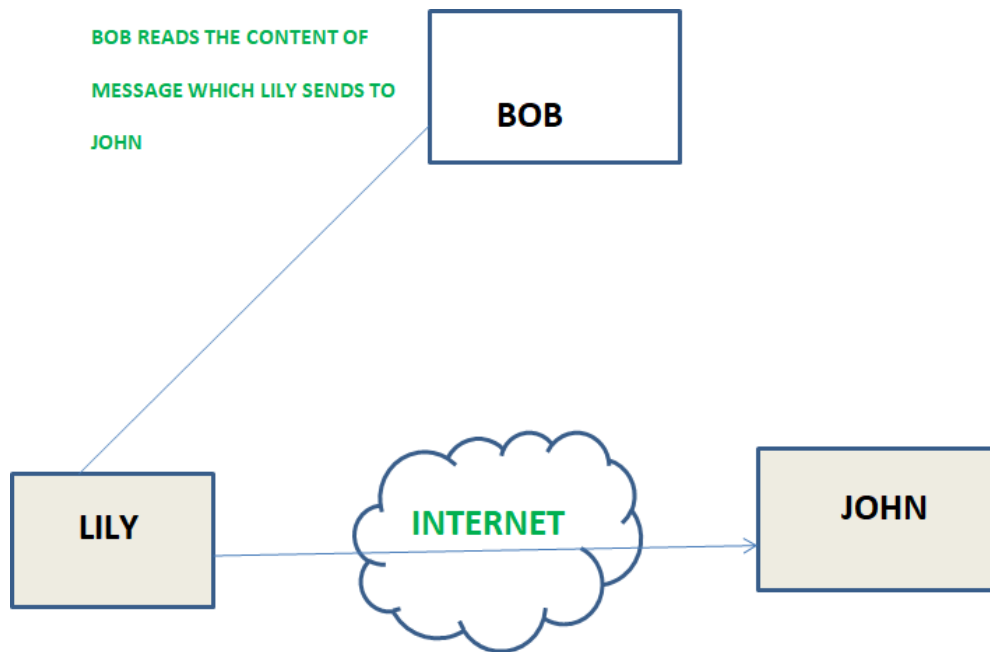 BOB READS THE CONTENT OF
MESSAGE WHICH LILY SENDS TO
JOHN
BOB
LILY
INTERNET
JOHN